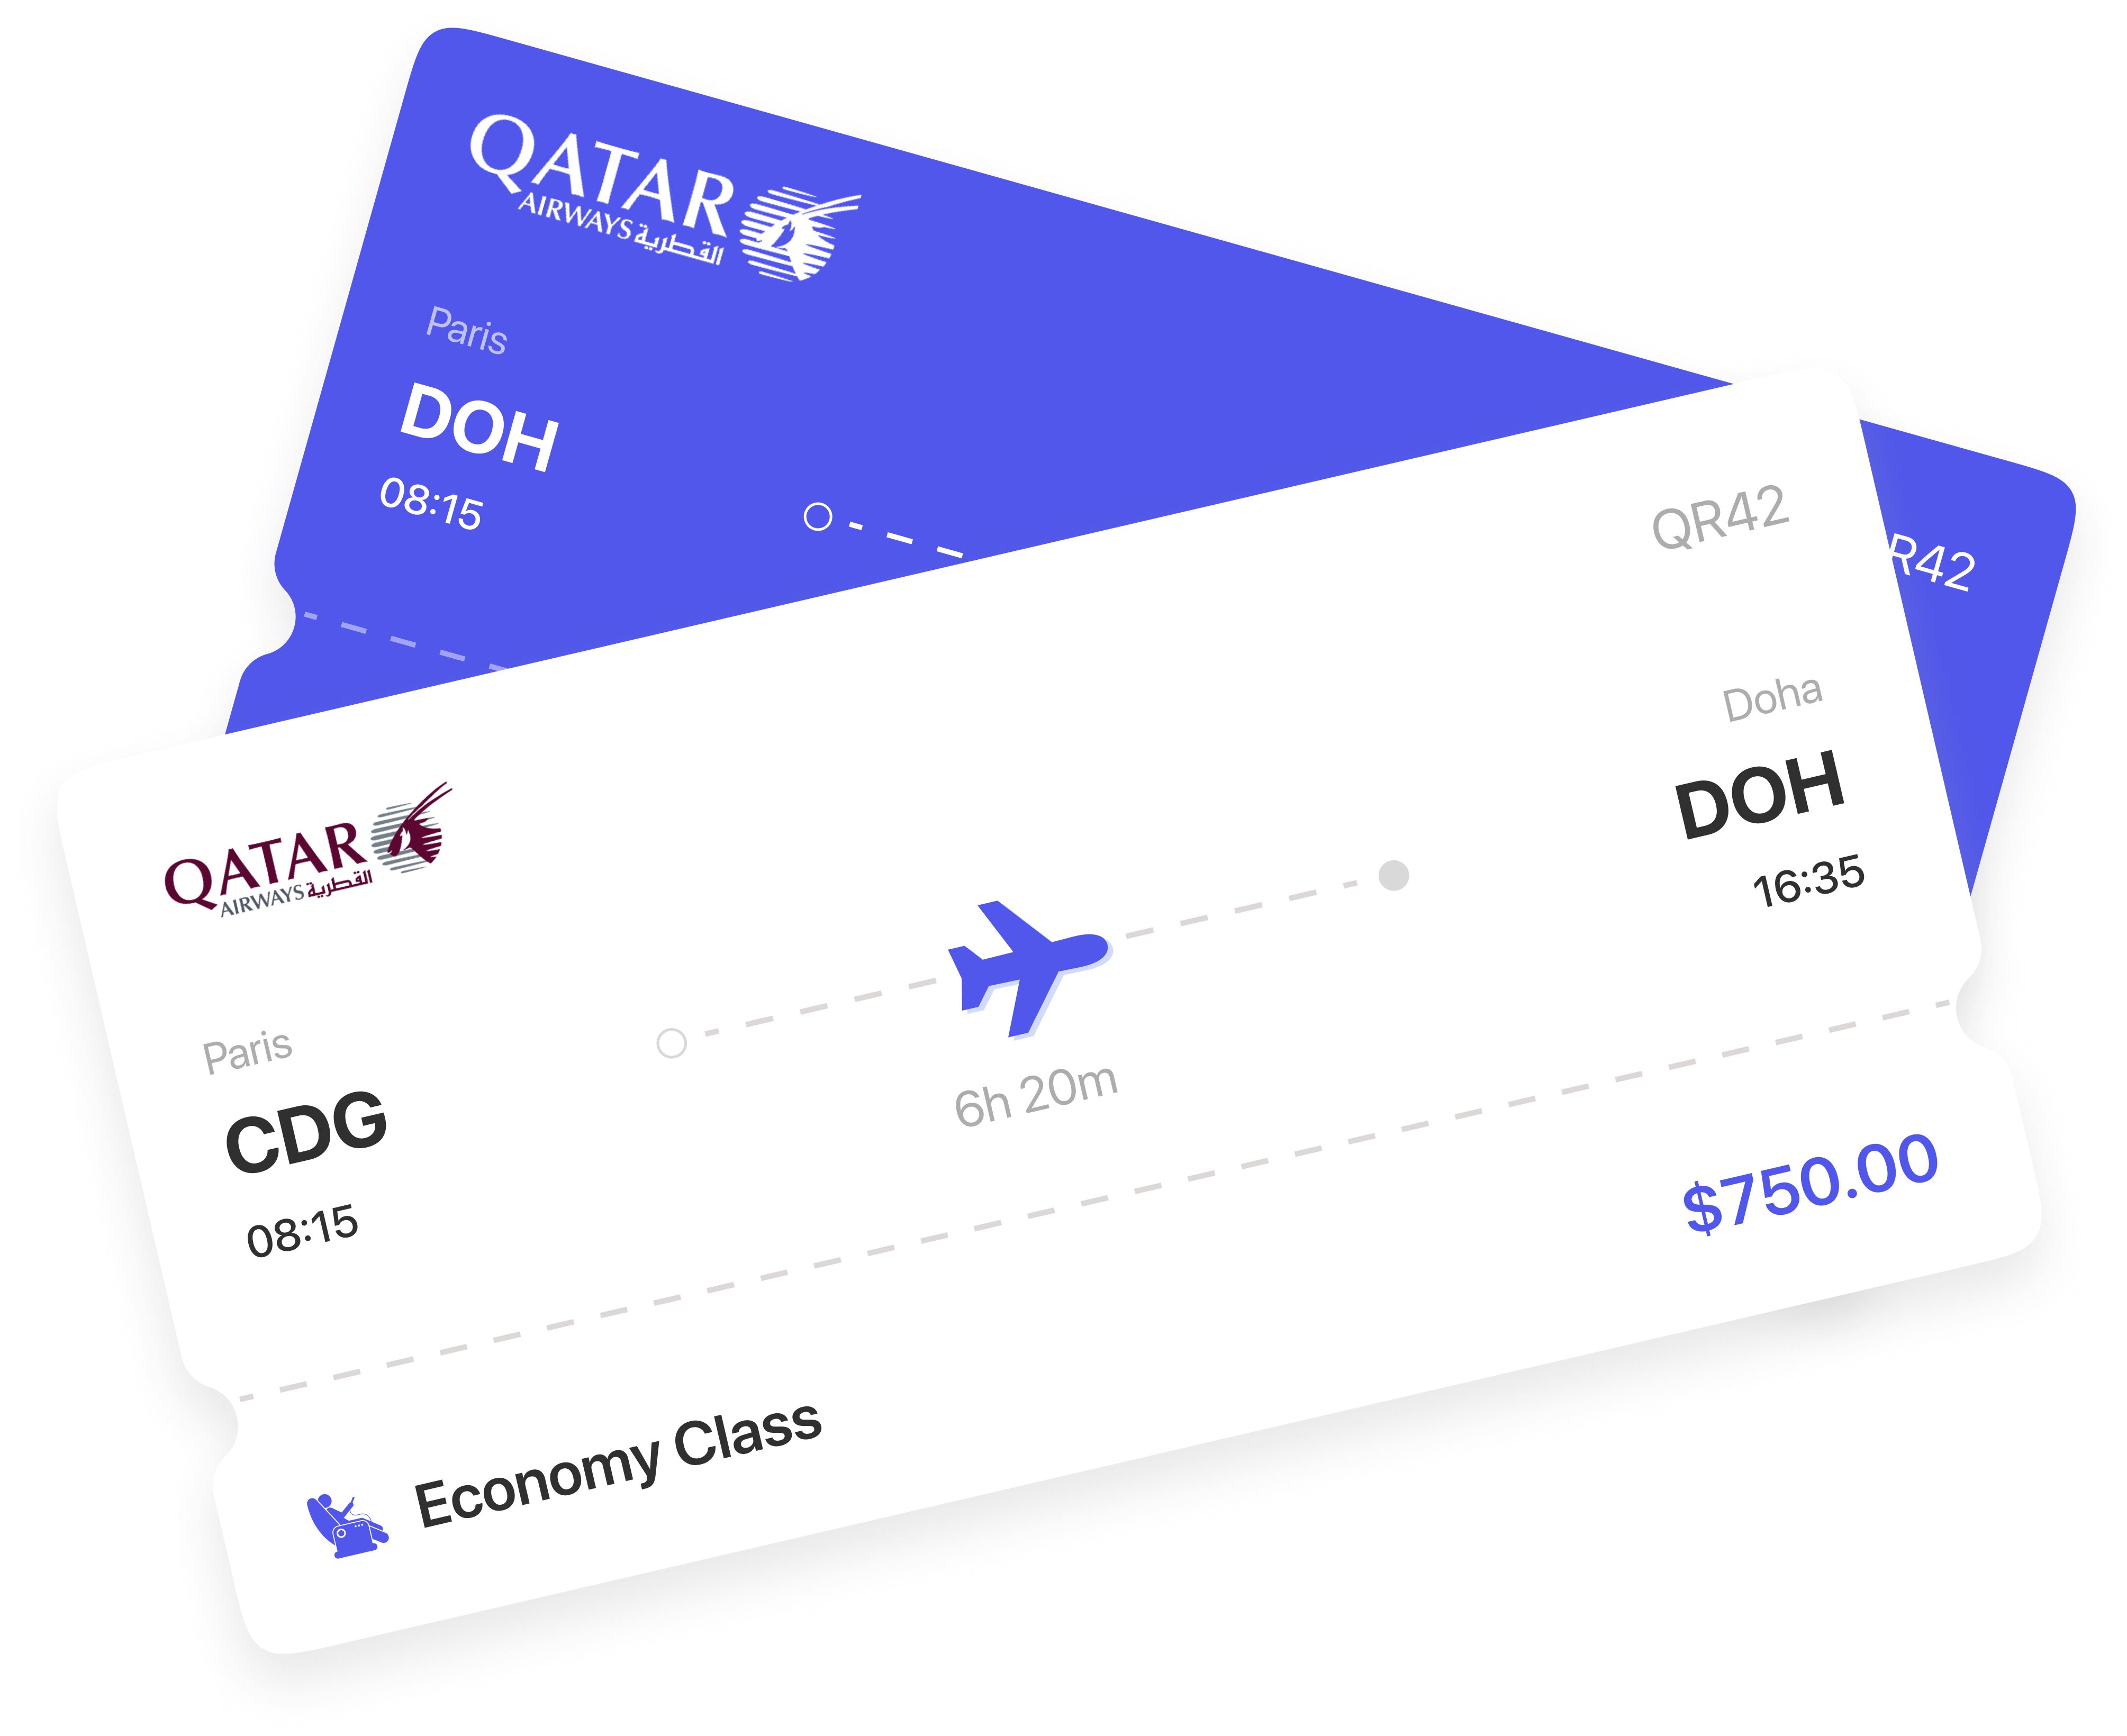 QATAR
AIRWAYS القطرية
Paris
DOH
08:15
R42
QATAR
AIRWAYS القطرية
QR42
Paris
CDG
08:15
6h 20m
Doha
DOH
16:35
Economy Class
$750.00